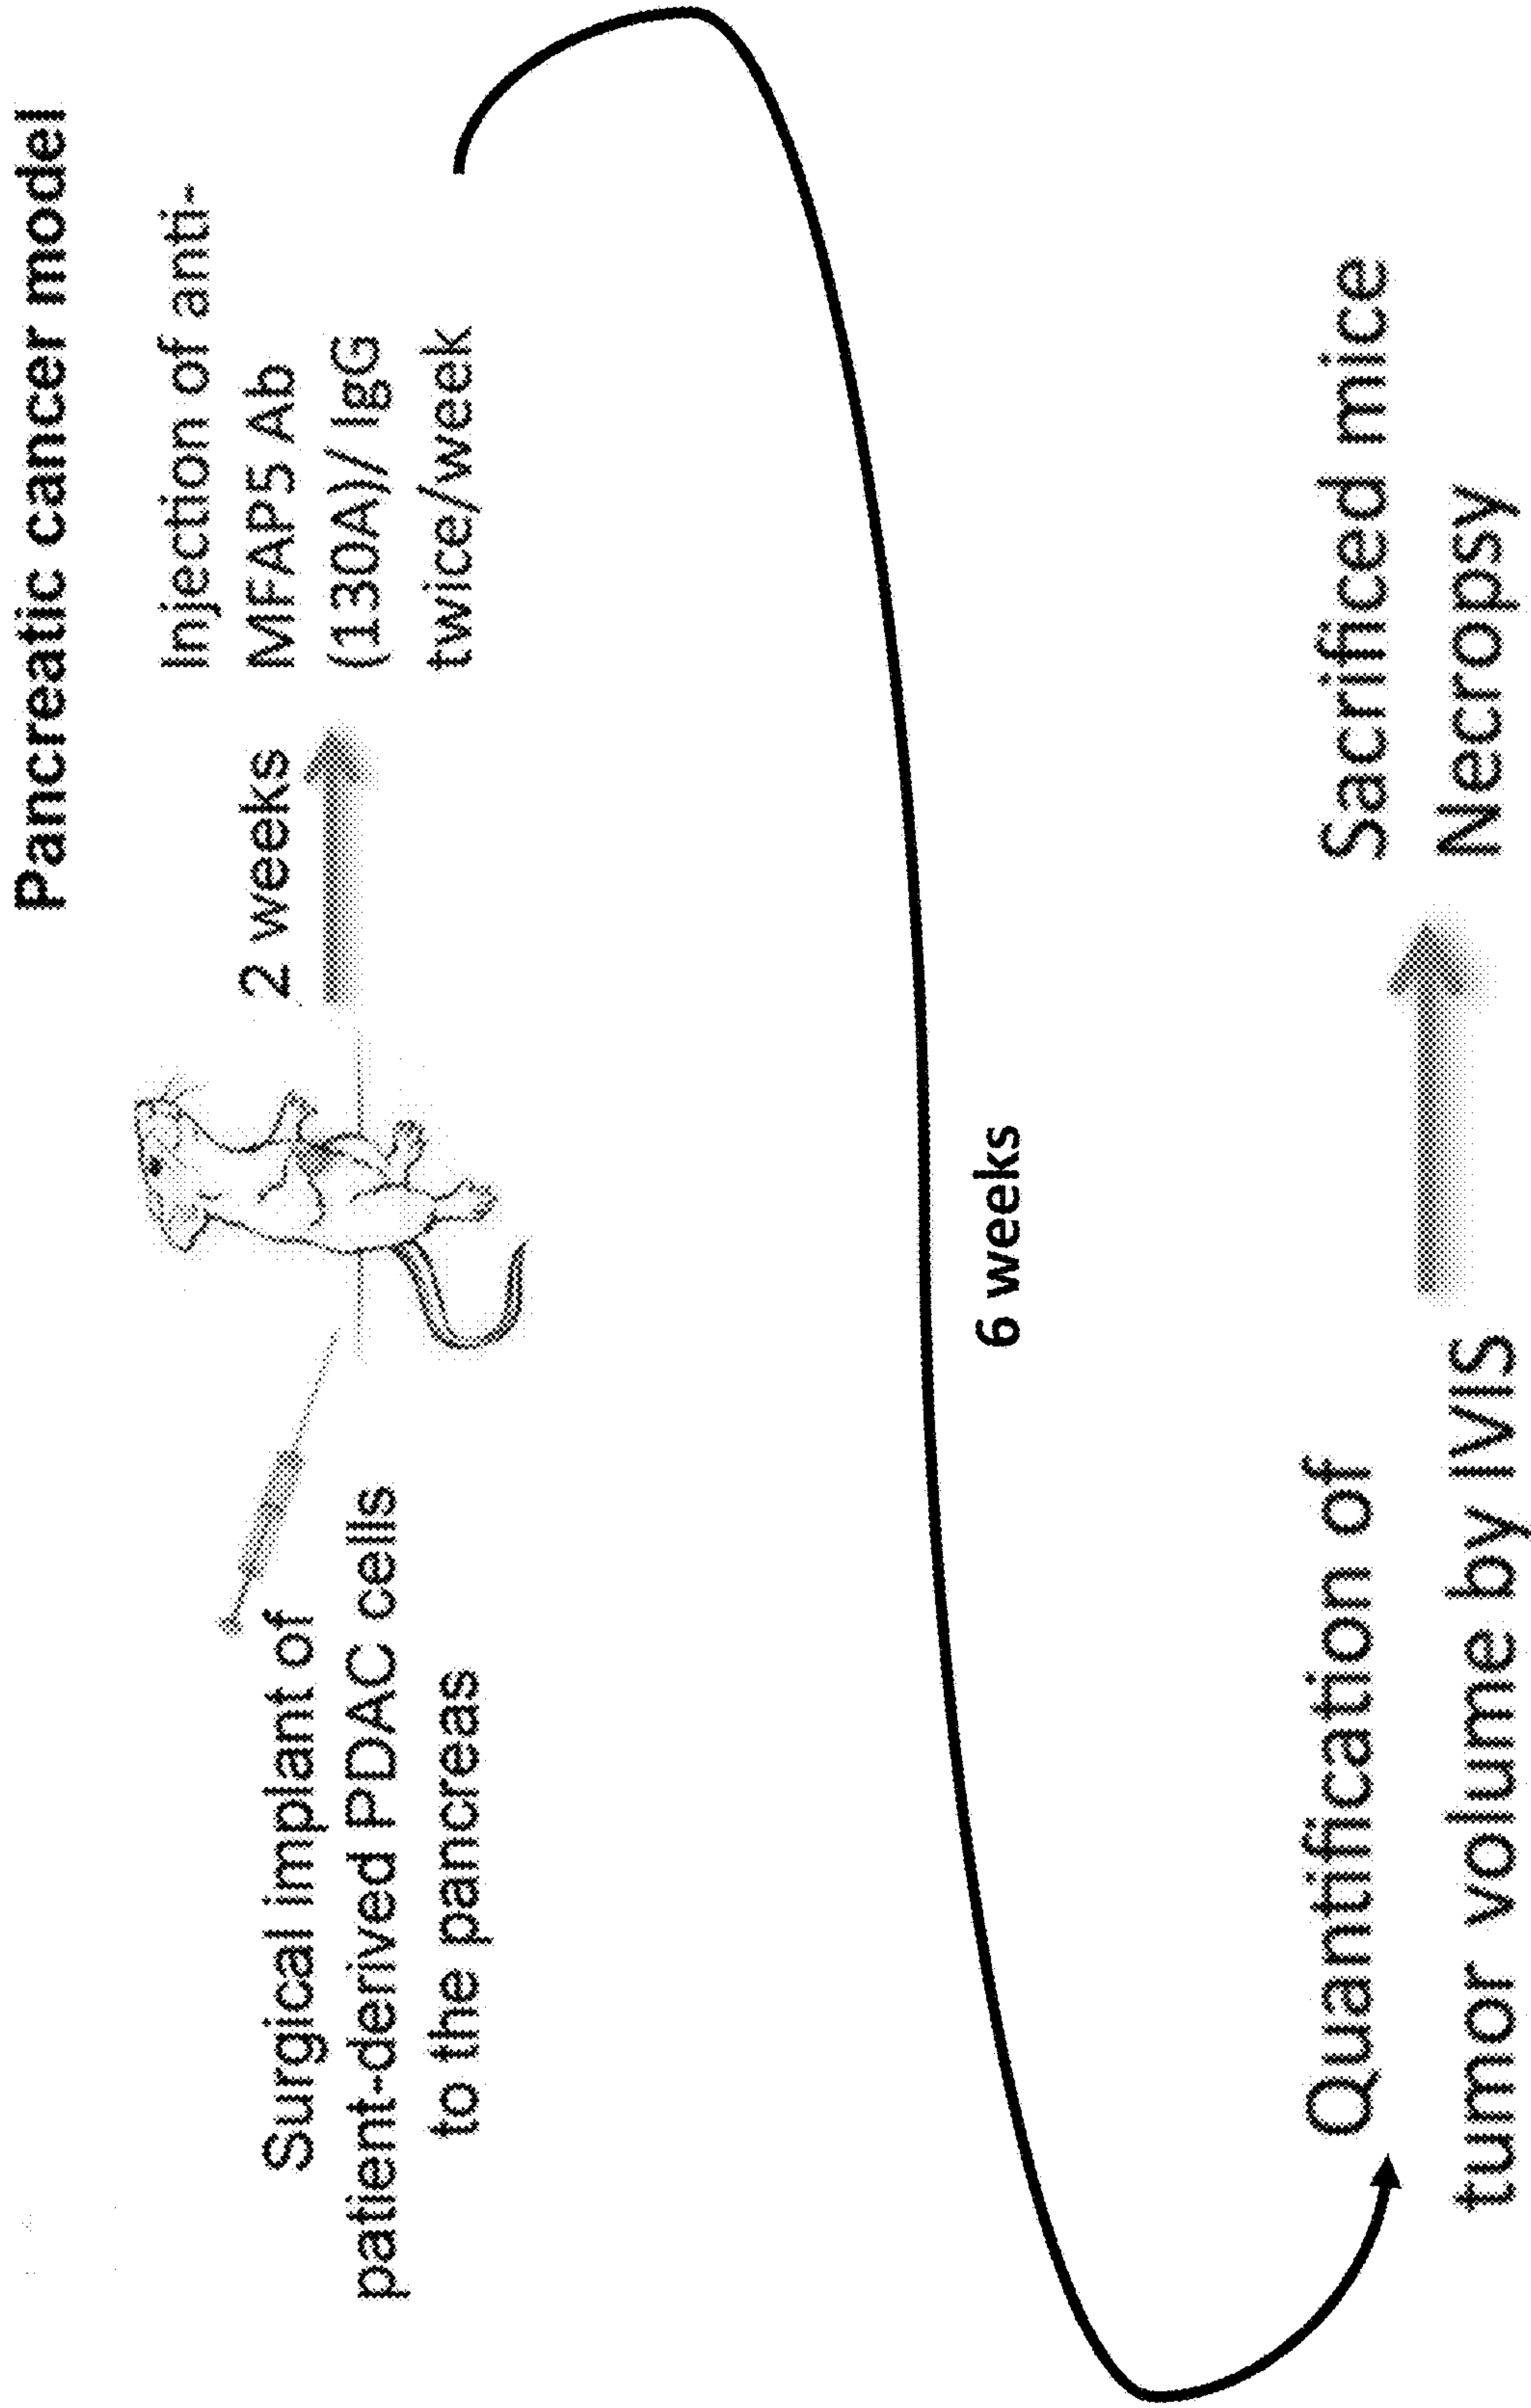 Pancreatic cancer model
Surgical implant of
patient-derived PDAC cells
to the pancreas
2 weeks
Injection of anti-
MFAP5 Ab
(130A)/ IgG
twice/week
6 weeks
Quantification of
tumor volume by IVIS
Sacrificed mice
Necropsy